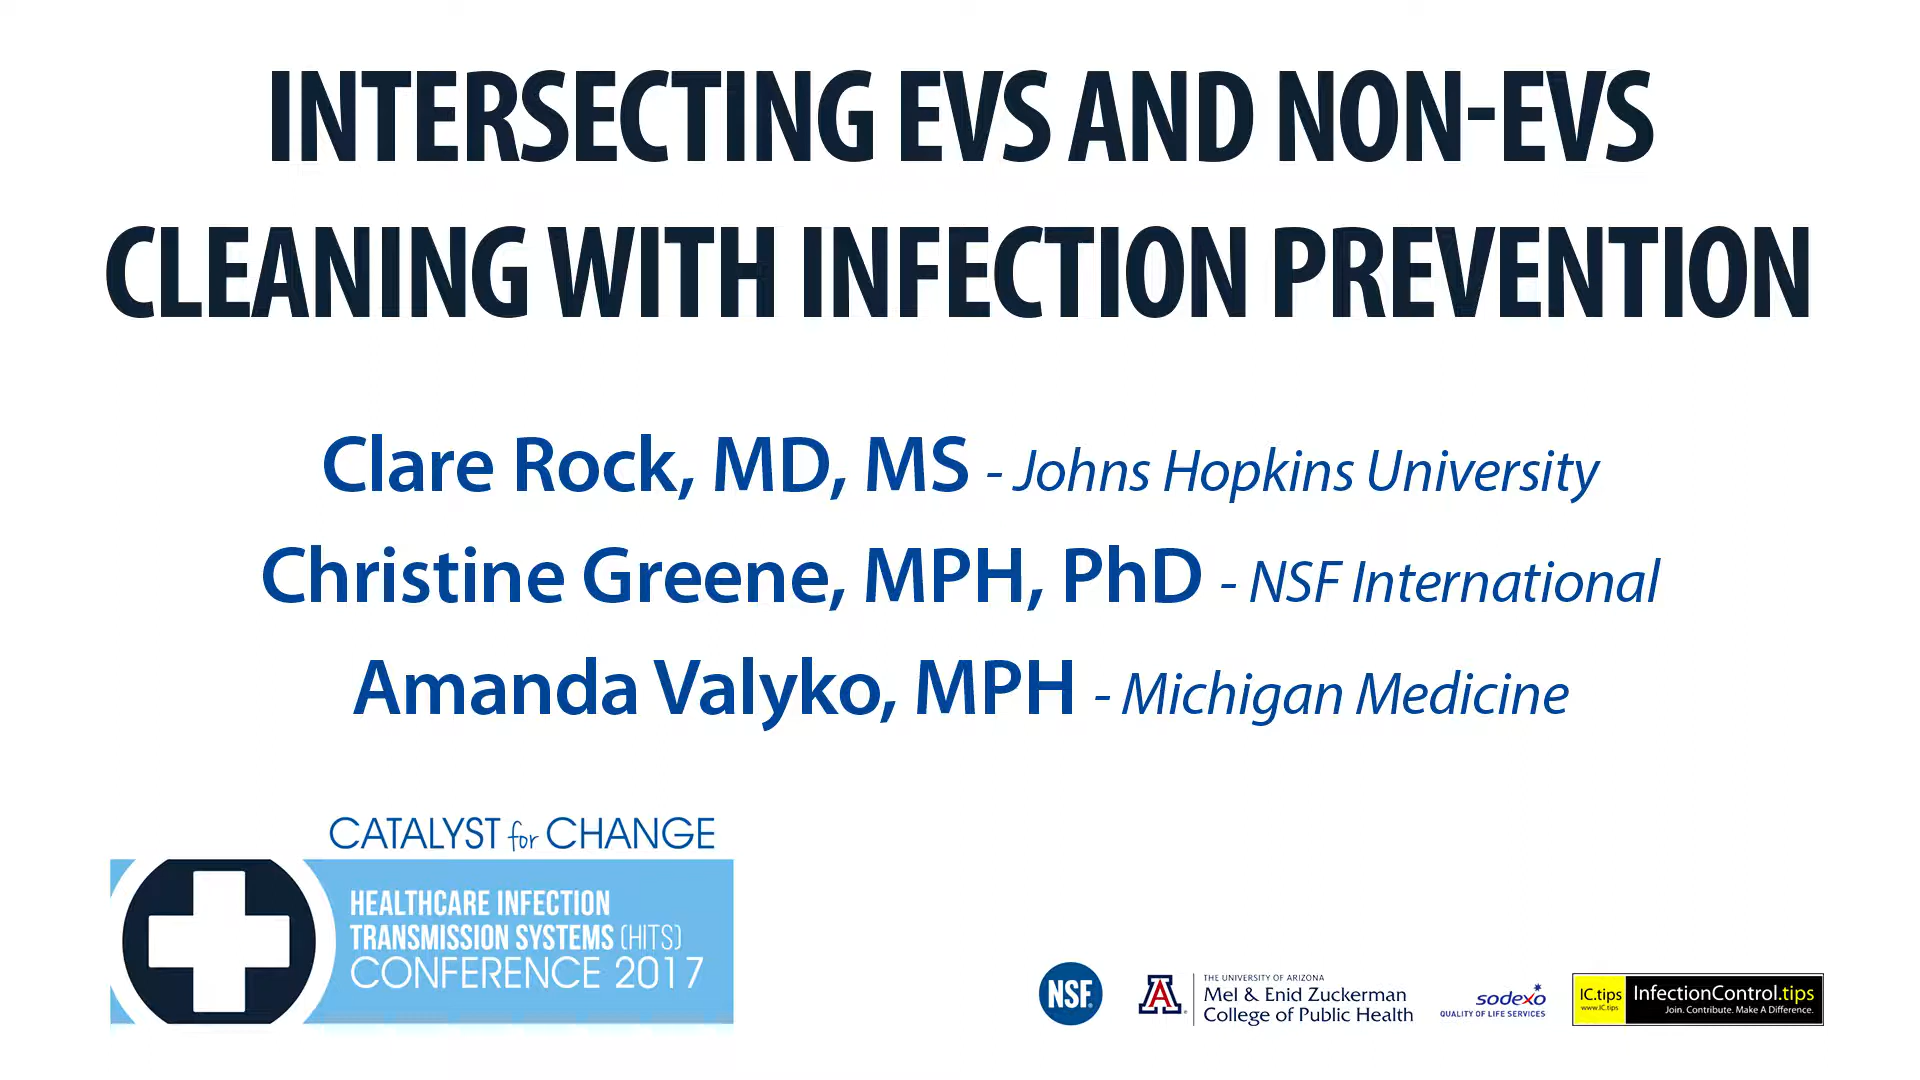 INTERSECTING EVS AND NON-EVS
CLEANING WITH INFECTION PREVENTION
Clare Rock, MD, MS - Johns Hopkins University
Christine Greene, MPH, PhD - NSF International
Amanda Valyko, MPH - Michigan Medicine
CATALYST for CHANGE
HEALTHCARE INFECTION
TRANSMISSION SYSTEMS (HITS)
CONFERENCE 2017
NSF.
A
THE UNIVERSITY OF ARIZONA
Mel & Enid Zuckerman
College of Public Health
sodexo
QUALITY OF LIFE SERVICES
IC.tips
www.IC.tips
InfectionControl.tips
Join. Contribute. Make A Difference.